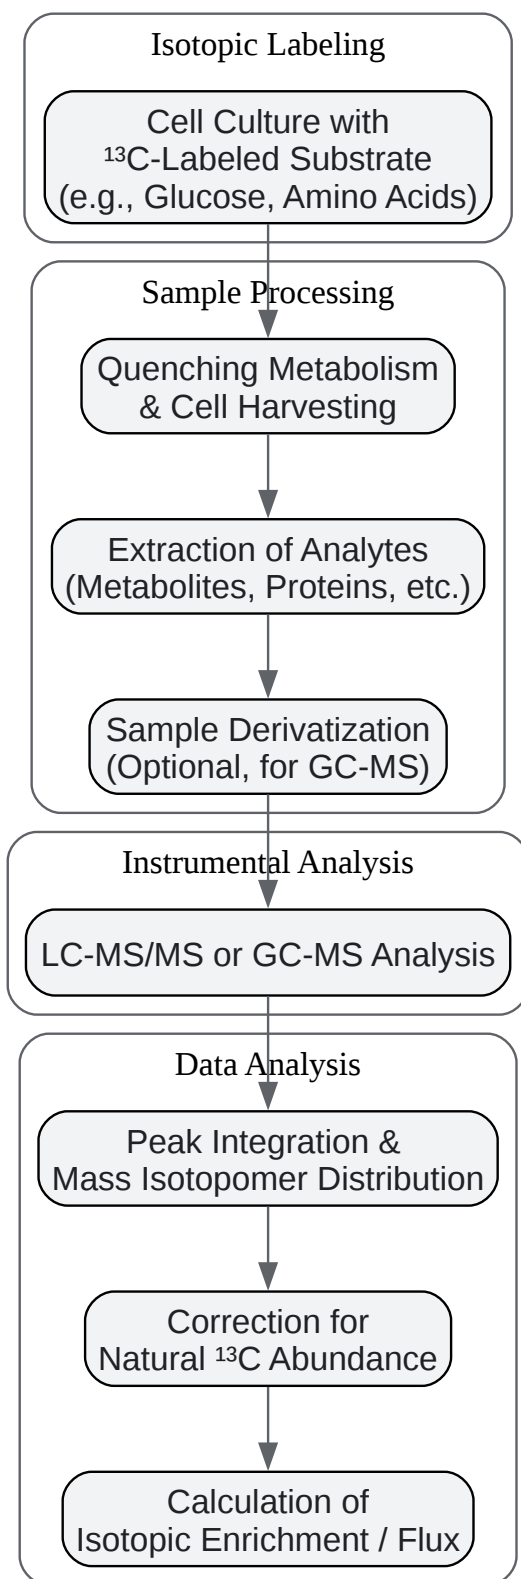 Isotopic Labeling
Cell Culture with
¹³C-Labeled Substrate
(e.g., Glucose, Amino Acids)
Sample Processing
Quenching Metabolism
& Cell Harvesting
Extraction of Analytes
(Metabolites, Proteins, etc.)
Sample Derivatization
(Optional, for GC-MS)
Instrumental Analysis
LC-MS/MS or GC-MS Analysis
Data Analysis
Peak Integration &
Mass Isotopomer Distribution
Correction for
Natural ¹³C Abundance
Calculation of
Isotopic Enrichment / Flux